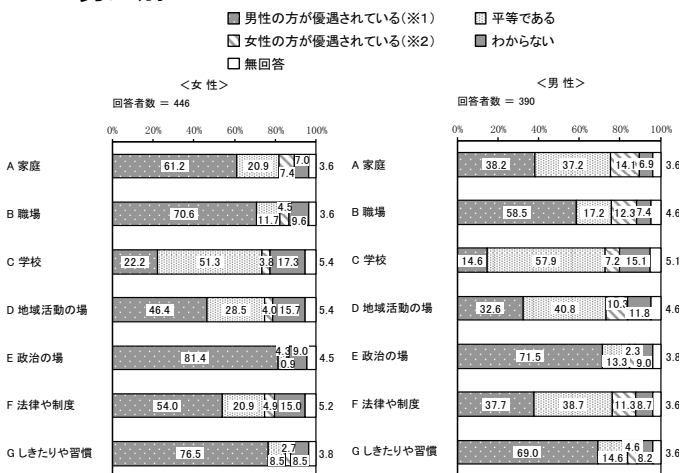 ■ 男性の方が優遇されている(※1) 平等である
女性の方が優遇されている(※2) わからない
□ 無回答
＜女 性＞
回答者数 ＝ 446
0% 20% 40% 60% 80% 100%
A 家庭 61.2 20.9 7.4 7.0 3.6
B 職場 70.6 11.7 4.5 9.6 3.6
C 学校 22.2 51.3 3.8 17.3 5.4
D 地域活動の場 46.4 28.5 4.0 15.7 5.4
E 政治の場 81.4 4.3 0.9 9.0 4.5
F 法律や制度 54.0 20.9 4.9 15.0 5.2
G しきたりや習慣 76.5 8.5 2.7 8.5 3.8
＜男 性＞
回答者数 ＝ 390
0% 20% 40% 60% 80% 100%
A 家庭 38.2 37.2 14.1 6.9 3.6
B 職場 58.5 17.2 12.3 7.4 4.6
C 学校 14.6 57.9 7.2 15.1 5.1
D 地域活動の場 32.6 40.8 10.3 11.8 4.6
E 政治の場 71.5 13.3 2.3 9.0 3.8
F 法律や制度 37.7 38.7 11.3 8.7 3.6
G しきたりや習慣 69.0 14.6 4.6 8.2 3.6